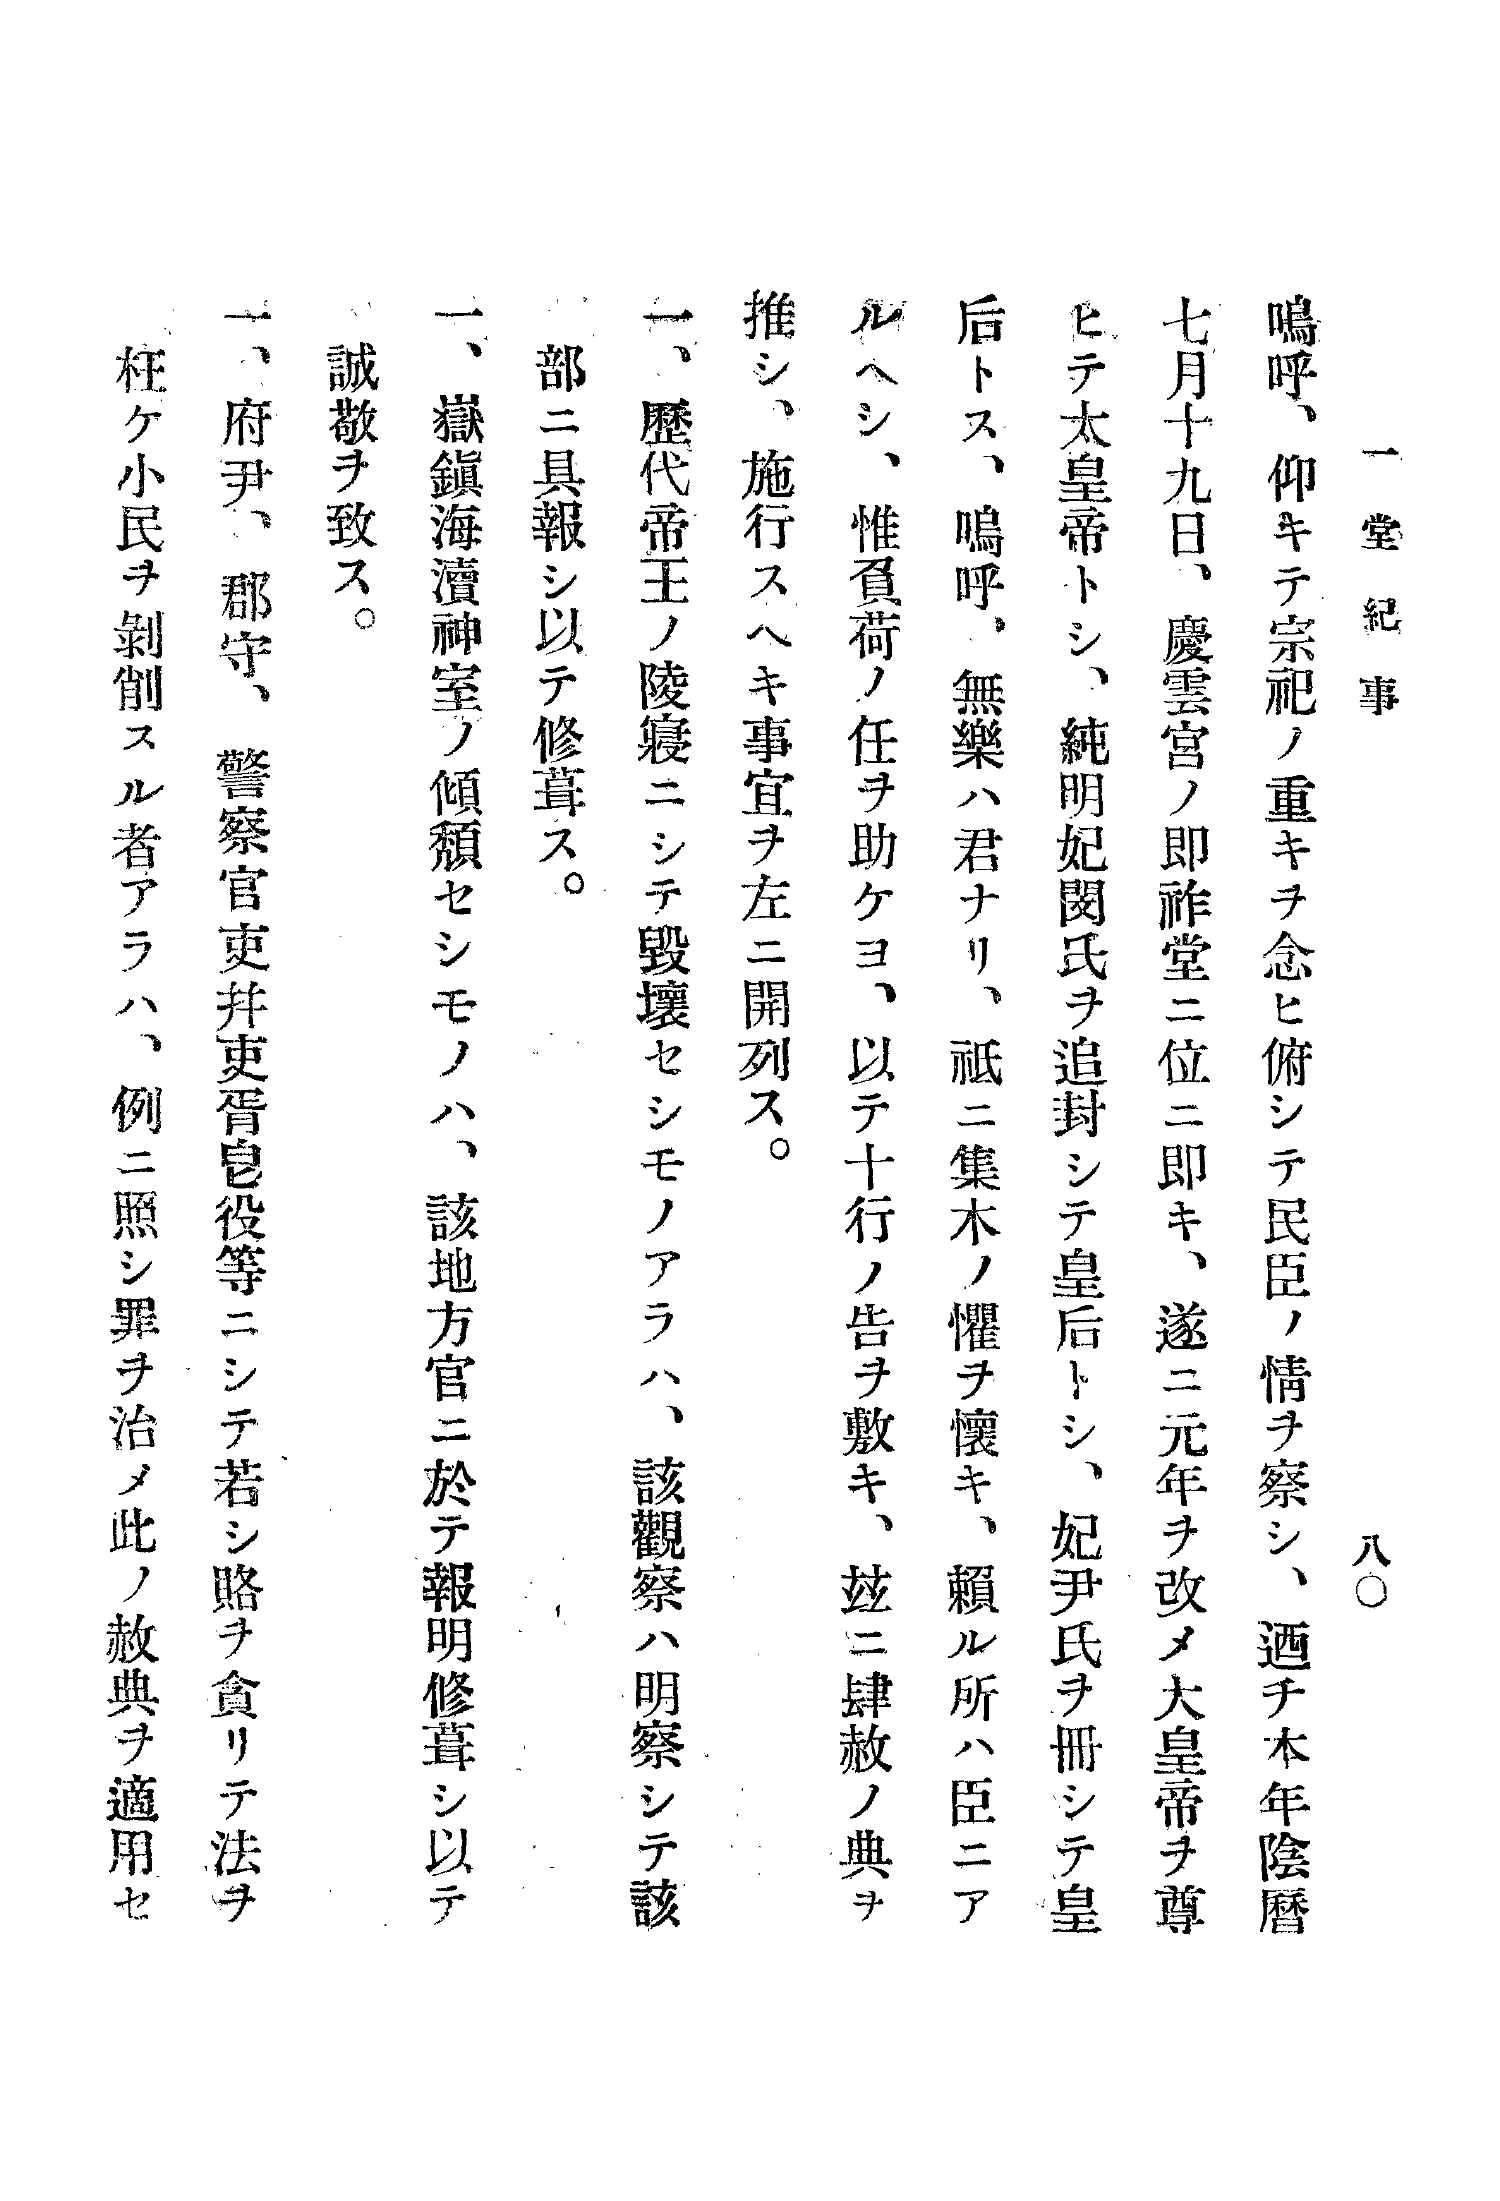 一堂紀事
八〇
嗚呼、仰キテ宗祀ノ重キヲ念ヒ俯シテ民臣ノ情ヲ察シ、迺チ本年陰曆
七月十九日、慶雲宮ノ即祚堂ニ位ニ即キ、遂ニ元年ヲ改メ大皇帝ヲ尊
ヒテ太皇帝トシ、純明妃閔氏ヲ追封シテ皇后トシ、妃尹氏ヲ冊シテ皇
后トス、嗚呼、無樂ハ君ナリ、祗ニ集木ノ懼ヲ懷キ、賴ル所ハ臣ニア
ルヘシ、惟負荷ノ任ヲ助ケヨ、以テ十行ノ告ヲ敷キ、玆ニ肆赦ノ典ヲ
推シ、施行スヘキ事宜ヲ左ニ開列ス。
一、歷代帝王ノ陵寢ニシテ毀壞セシモノアラハ、該觀察ハ明察シテ該
部ニ具報シ以テ修葺ス。
一、嶽鎭海瀆神室ノ傾頽セシモノハ、該地方官ニ於テ報明修葺シ以テ
誠敬ヲ致ス。
一、府尹、郡守、警察官吏幷吏胥皂役等ニシテ若シ賂ヲ貪リテ法ヲ
枉ケ小民ヲ剝削スル者アラハ、例ニ照シ罪ヲ治メ此ノ赦典ヲ適用セ